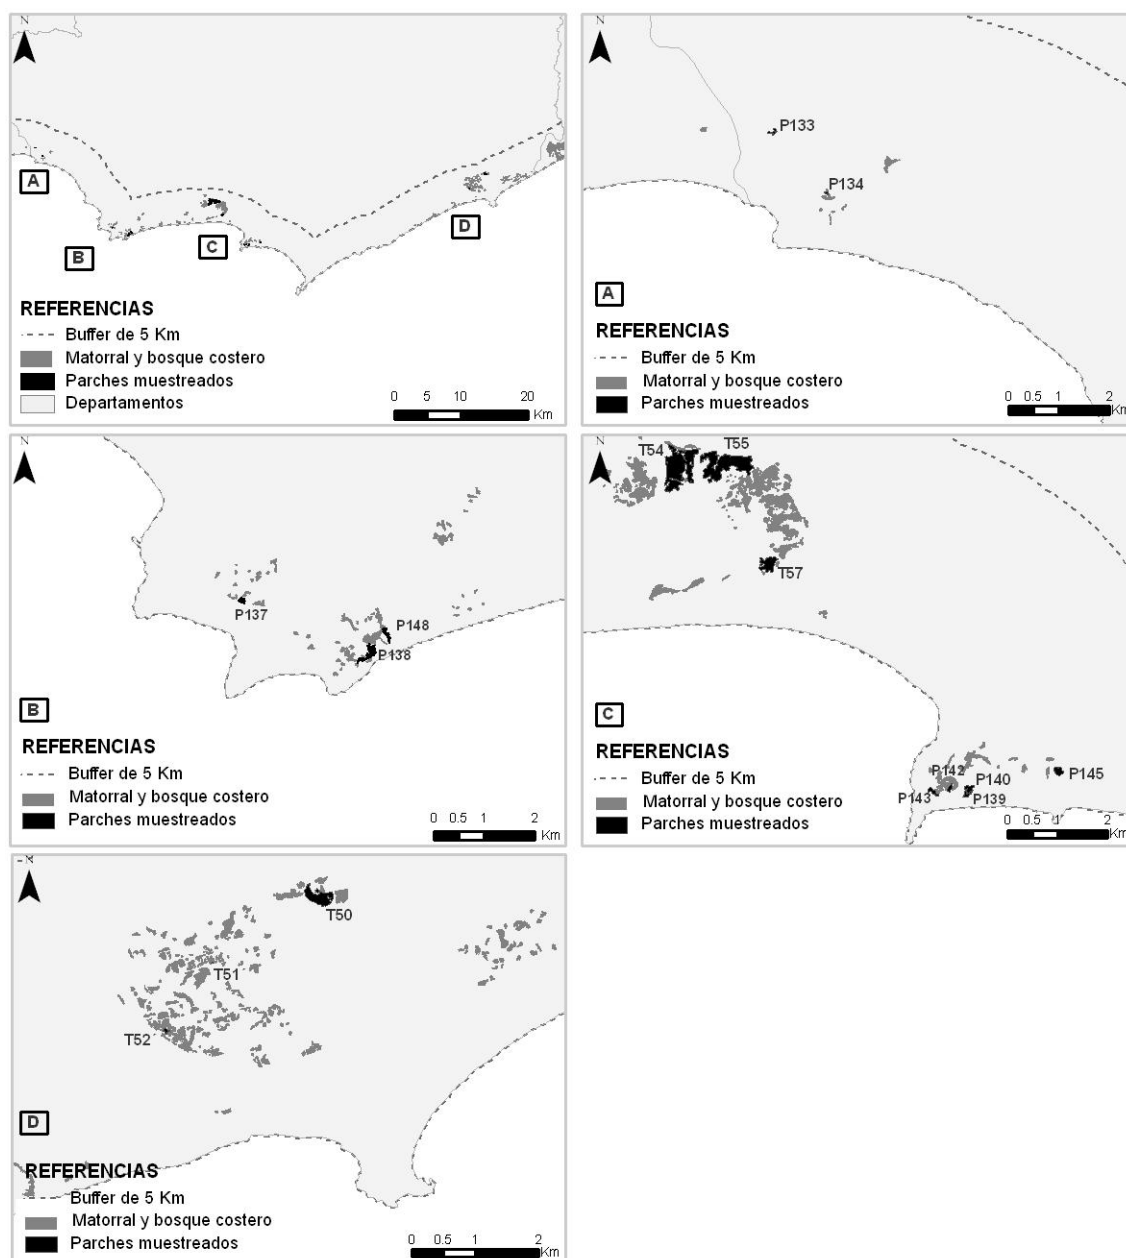 N
A
B
C
D
REFERENCIAS
Buffer de 5 Km
Matorral y bosque costero
Parches muestreados
Departamentos
0 5 10 20
Km
N
P133
P134
A
REFERENCIAS
Buffer de 5 Km
Matorral y bosque costero
Parches muestreados
0 0.5 1 2
Km
N
P137
P148
P138
B
REFERENCIAS
Buffer de 5 Km
Matorral y bosque costero
Parches muestreados
0 0.5 1 2
Km
N
T54 T55
T57
C
P142
P140
P145
P143
P139
REFERENCIAS
Buffer de 5 Km
Matorral y bosque costero
Parches muestreados
0 0.5 1 2
Km
N
T50
T51
T52
D
REFERENCIAS
Buffer de 5 Km
Matorral y bosque costero
Parches muestreados
0 0.5 1 2
Km